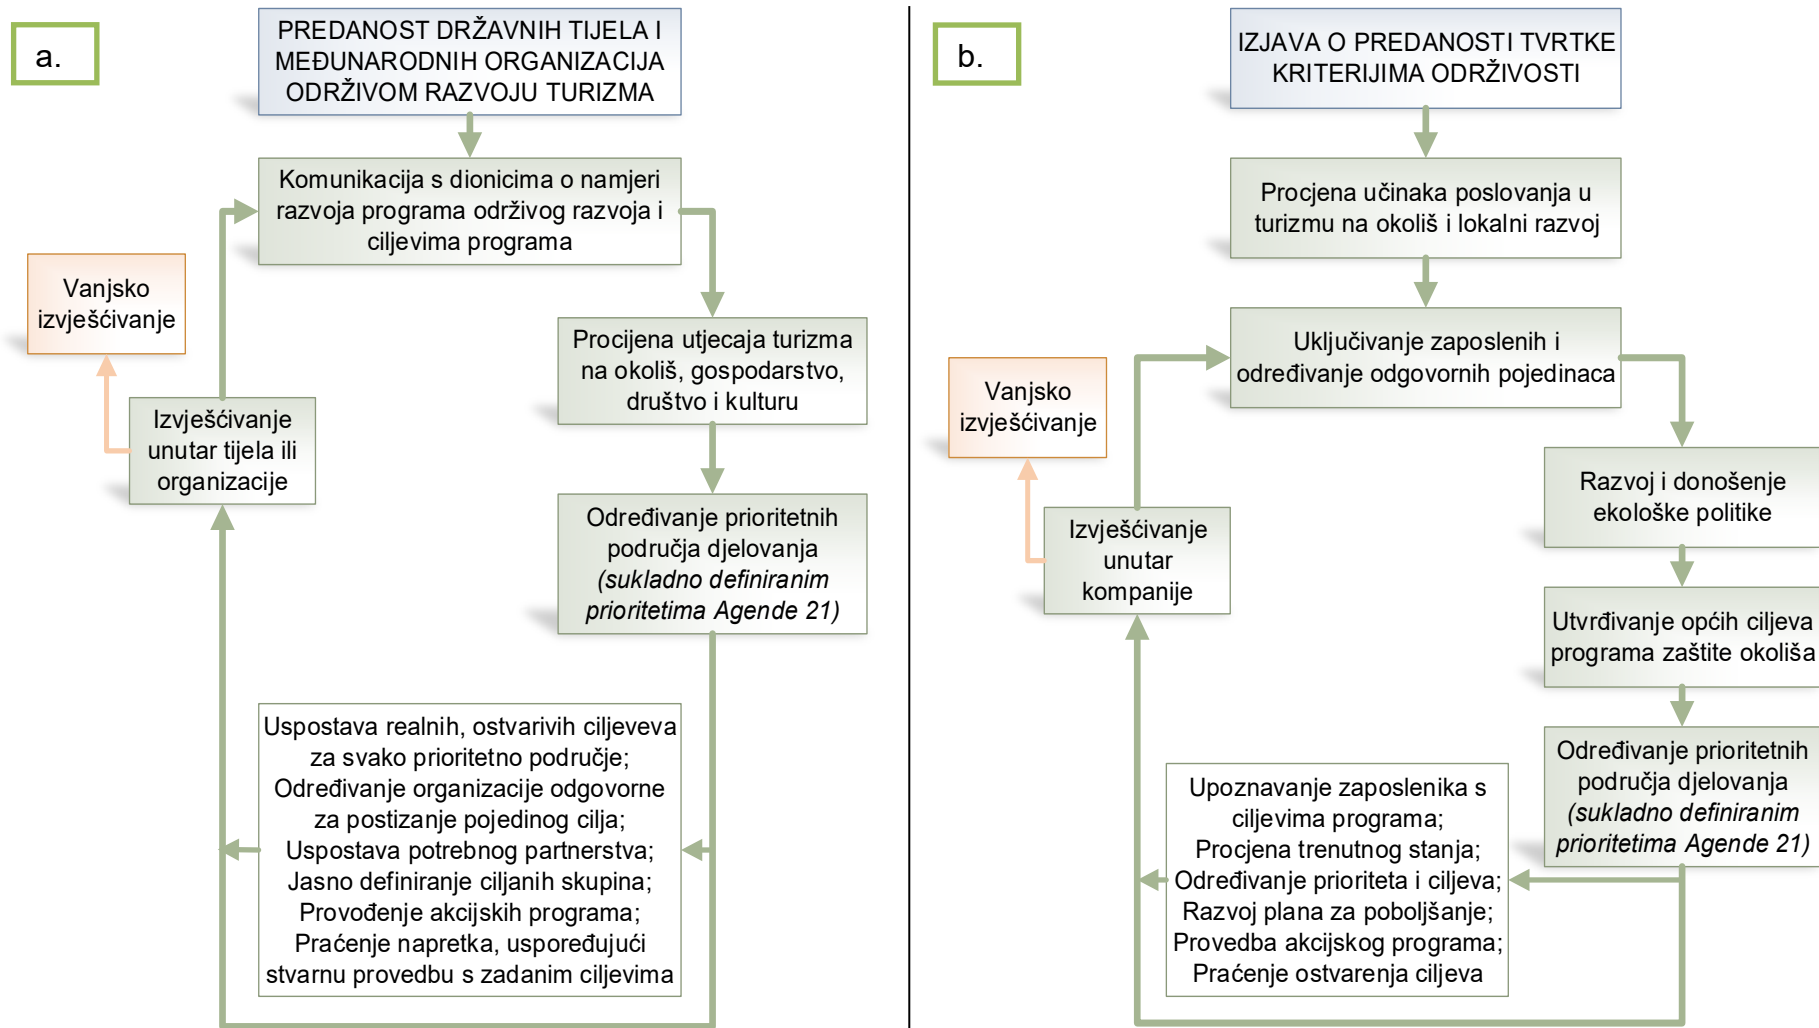 a.
PREDANOST DRŽAVNIH TIJELA I
MEĐUNARODNIH ORGANIZACIJA
ODRŽIVOM RAZVOJU TURIZMA
Komunikacija s dionicima o namjeri
razvoja programa održivog razvoja i
ciljevima programa
Vanjsko
izvješćivanje
Procijena utjecaja turizma
na okoliš, gospodarstvo,
društvo i kulturu
Izvješćivanje
unutar tijela ili
organizacije
Određivanje prioritetnih
područja djelovanja
(sukladno definiranim
prioritetima Agende 21)
Uspostava realnih, ostvarivih ciljeveva
za svako prioritetno područje;
Određivanje organizacije odgovorne
za postizanje pojedinog cilja;
Uspostava potrebnog partnerstva;
Jasno definiranje ciljanih skupina;
Provođenje akcijskih programa;
Praćenje napretka, uspoređujući
stvarnu provedbu s zadanim ciljevima
b.
IZJAVA O PREDANOSTI TVRTKE
KRITERIJIMA ODRŽIVOSTI
Procjena učinaka poslovanja u
turizmu na okoliš i lokalni razvoj
Uključivanje zaposlenih i
određivanje odgovornih pojedinaca
Vanjsko
izvješćivanje
Razvoj i donošenje
ekološke politike
Izvješćivanje
unutar
kompanije
Utvrđivanje općih ciljeva
programa zaštite okoliša
Određivanje prioritetnih
područja djelovanja
(sukladno definiranim
prioritetima Agende 21)
Upoznavanje zaposlenika s
ciljevima programa;
Procjena trenutnog stanja;
Određivanje prioriteta i ciljeva;
Razvoj plana za poboljšanje;
Provedba akcijskog programa;
Praćenje ostvarenja ciljeva